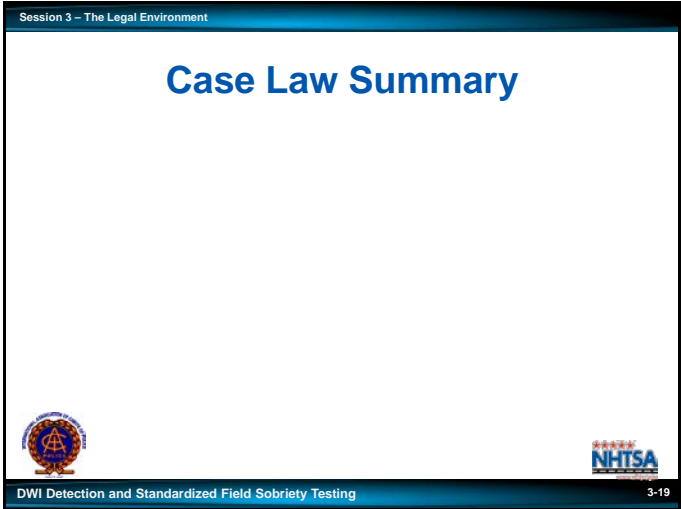 Session 3 – The Legal Environment
Case Law Summary
NHTSA
DWI Detection and Standardized Field Sobriety Testing
3-19